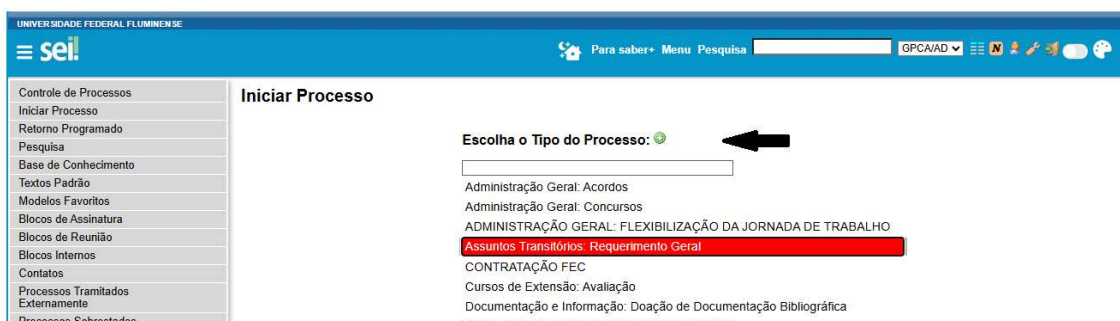 UNIVERSIDADE FEDERAL FLUMINENSE
sei!
Para saber+ Menu Pesquisa
GPCA/AD
N
Controle de Processos
Iniciar Processo
Retorno Programado
Pesquisa
Base de Conhecimento
Textos Padrão
Modelos Favoritos
Blocos de Assinatura
Blocos de Reunião
Blocos Internos
Contatos
Processos Tramitados
Externamente
Processos Sobrestados
Iniciar Processo
Escolha o Tipo do Processo:
Administração Geral: Acordos
Administração Geral: Concursos
ADMINISTRAÇÃO GERAL: FLEXIBILIZAÇÃO DA JORNADA DE TRABALHO
Assuntos Transitórios: Requerimento Geral
CONTRATAÇÃO FEC
Cursos de Extensão: Avaliação
Documentação e Informação: Doação de Documentação Bibliográfica